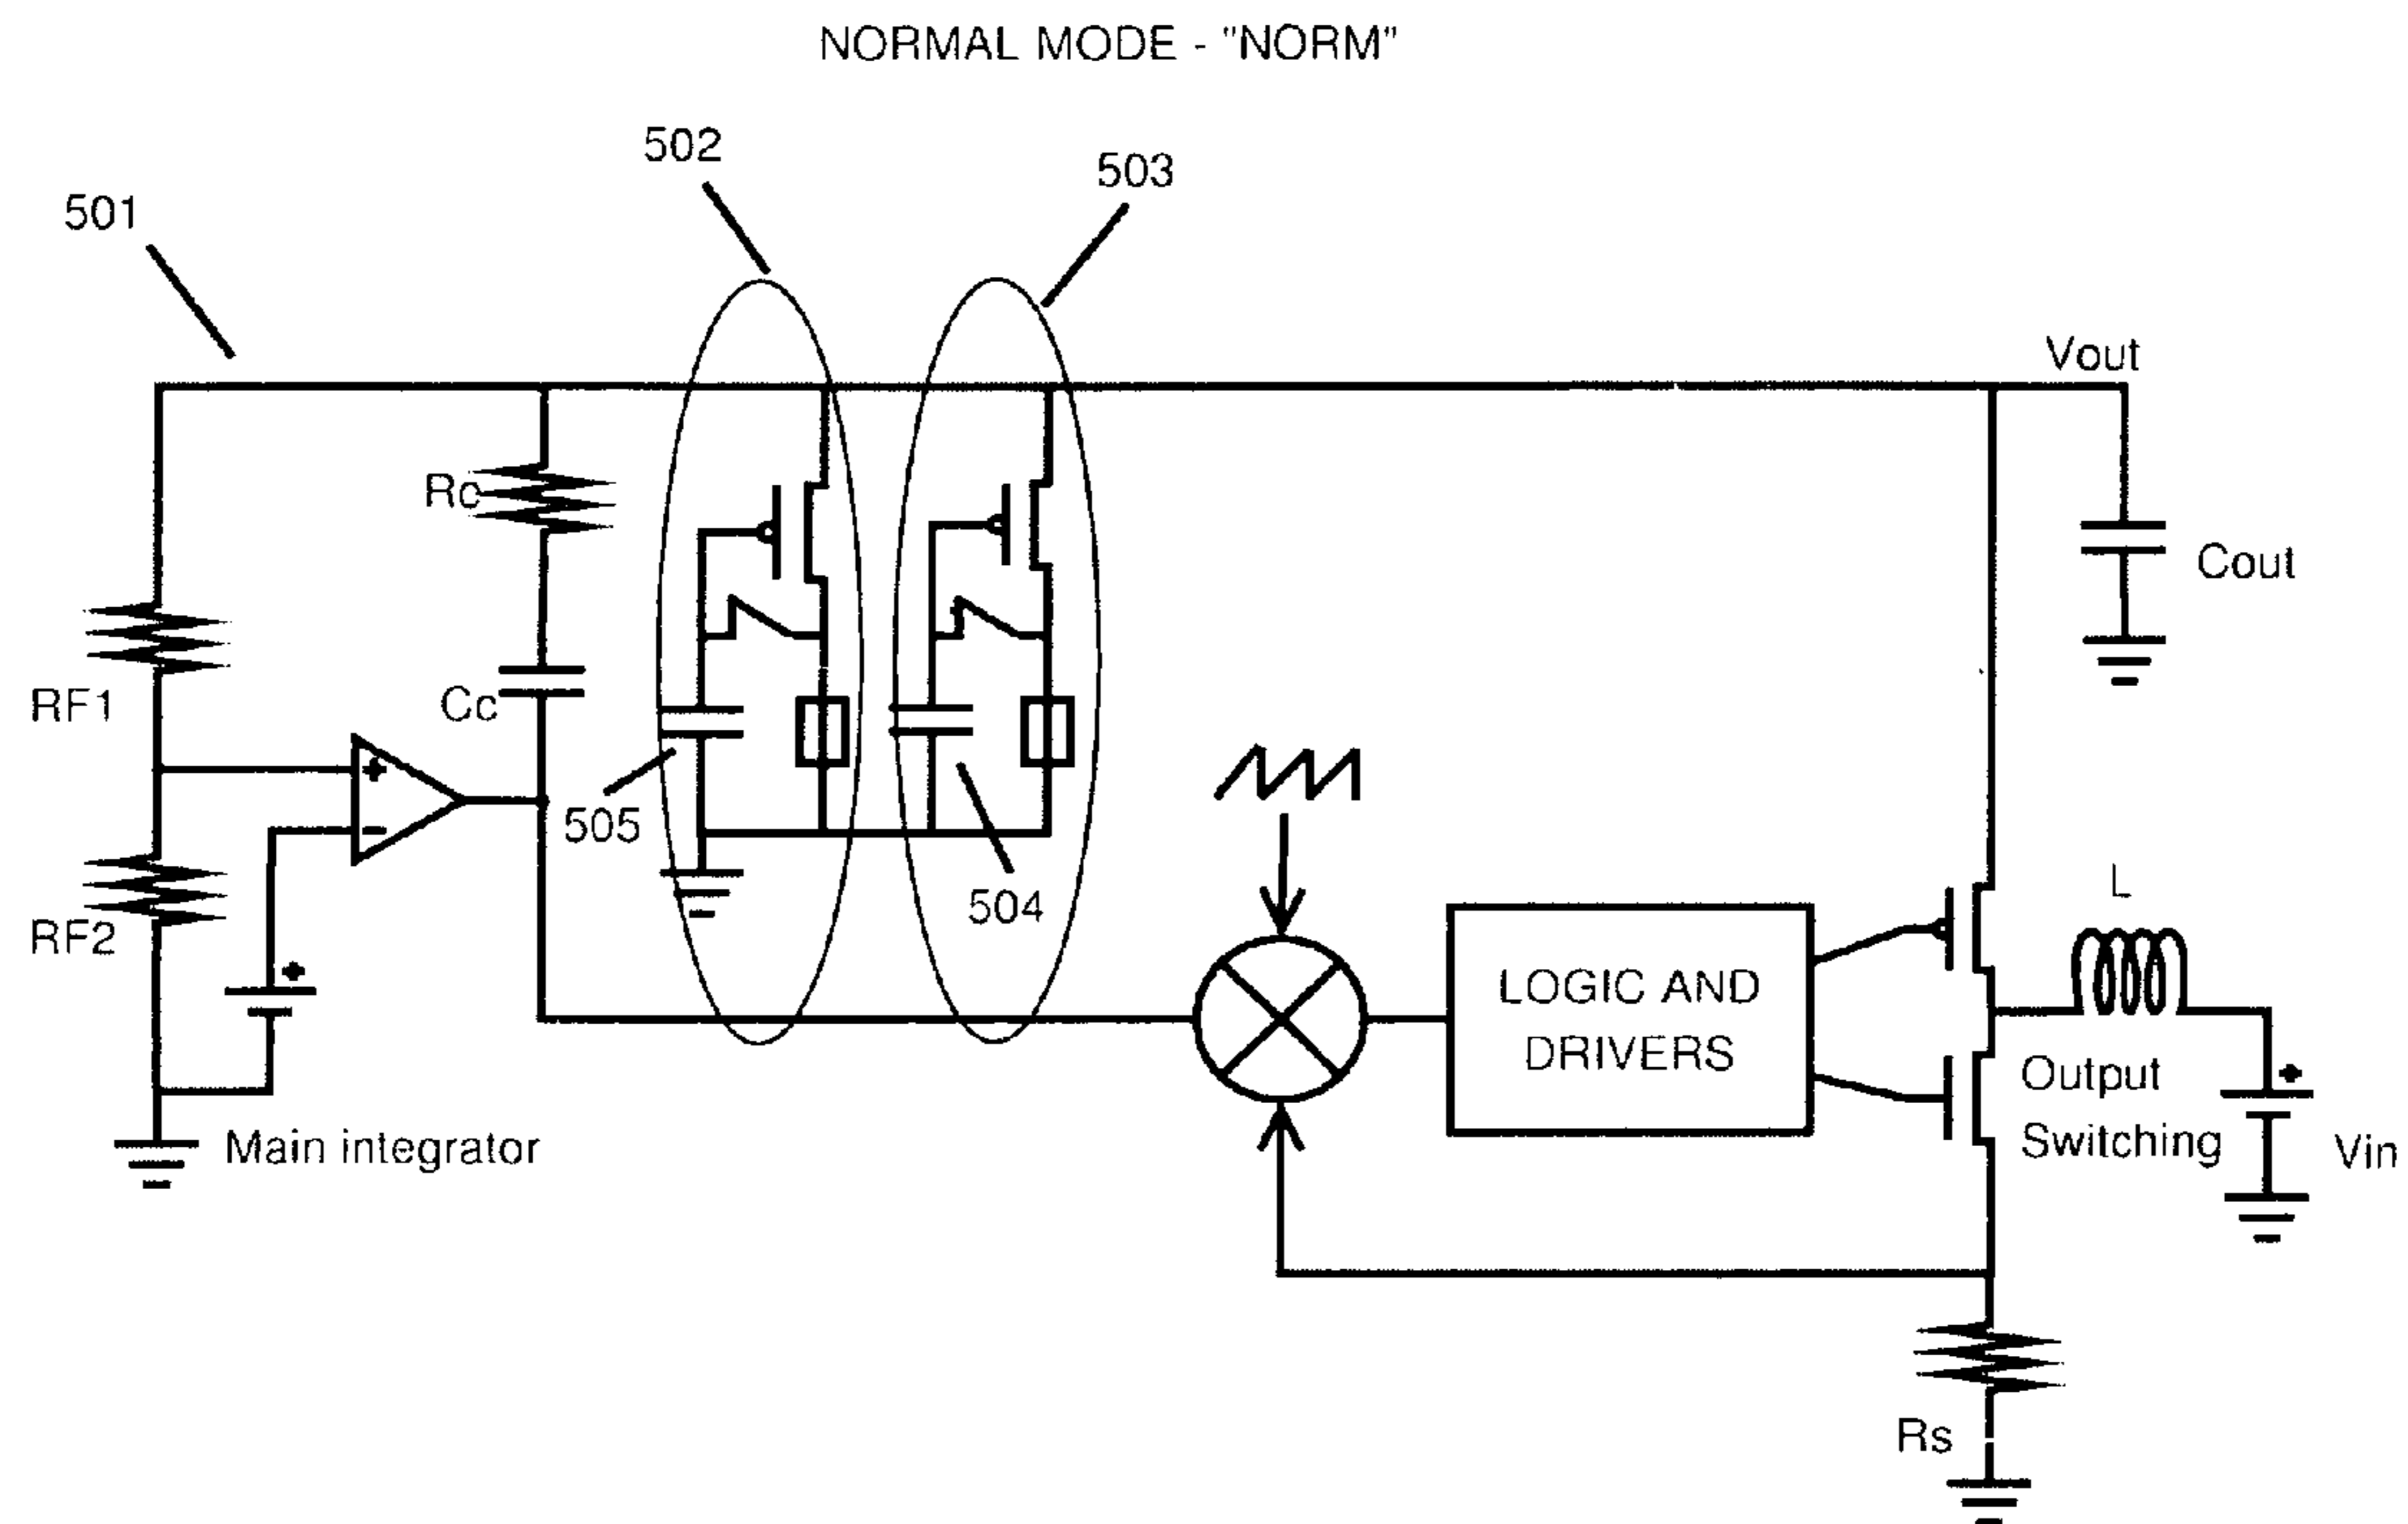 NORMAL MODE - "NORM"
502
503
501
Vout
Rc
Cout
RF1
Cc
505
504
L
RF2
LOGIC AND
DRIVERS
Output
Switching
Main integrator
Vin
Rs